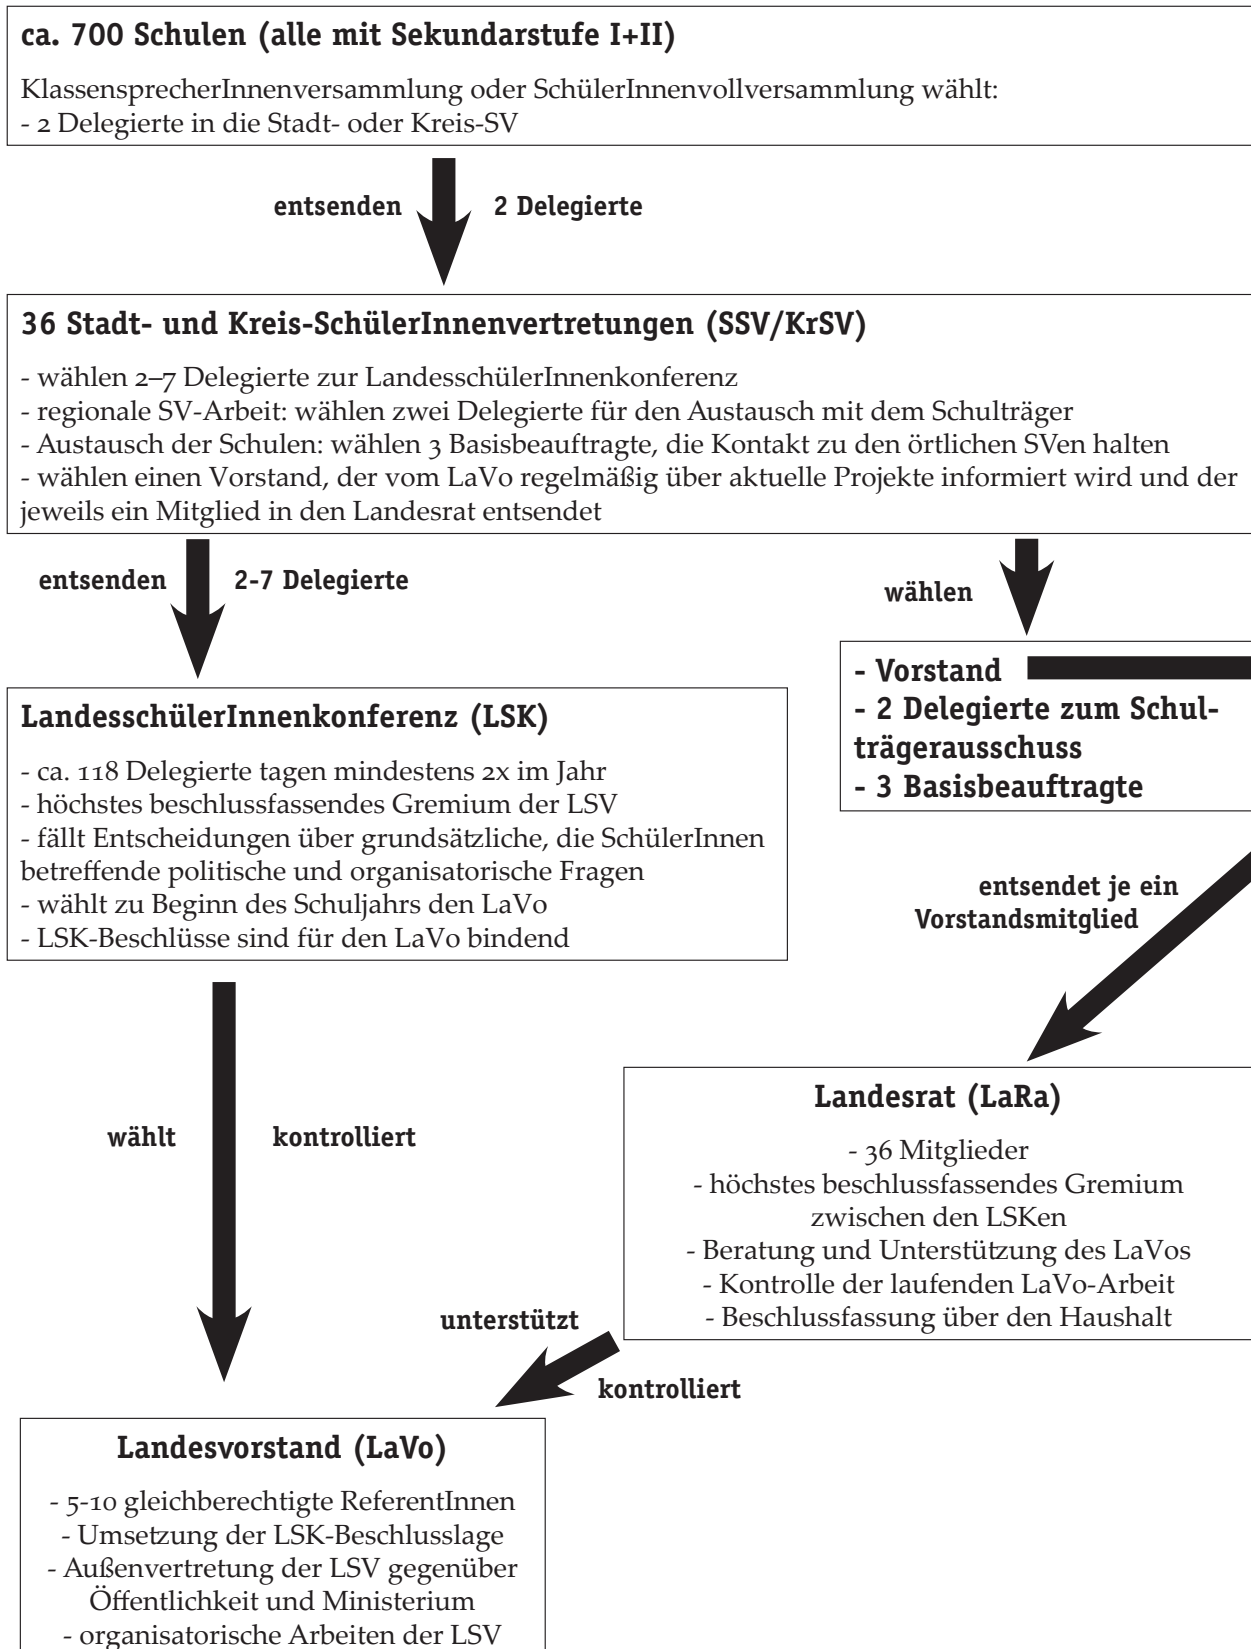 ca. 700 Schulen (alle mit Sekundarstufe I+II)
KlassensprecherInnenversammlung oder SchülerInnenvollversammlung wählt:
- 2 Delegierte in die Stadt- oder Kreis-SV
entsenden 2 Delegierte
36 Stadt- und Kreis-SchülerInnenvertretungen (SSV/KrSV)
- wählen 2–7 Delegierte zur LandesschülerInnenkonferenz
- regionale SV-Arbeit: wählen zwei Delegierte für den Austausch mit dem Schulträger
- Austausch der Schulen: wählen 3 Basisbeauftragte, die Kontakt zu den örtlichen SVen halten
- wählen einen Vorstand, der vom LaVo regelmäßig über aktuelle Projekte informiert wird und der
jeweils ein Mitglied in den Landesrat entsendet
entsenden 2-7 Delegierte
wählen
- Vorstand
- 2 Delegierte zum Schul-
trägerausschuss
- 3 Basisbeauftragte
LandesschülerInnenkonferenz (LSK)
- ca. 118 Delegierte tagen mindestens 2x im Jahr
- höchstes beschlussfassendes Gremium der LSV
- fällt Entscheidungen über grundsätzliche, die SchülerInnen
betreffende politische und organisatorische Fragen
- wählt zu Beginn des Schuljahrs den LaVo
- LSK-Beschlüsse sind für den LaVo bindend
entsendet je ein
Vorstandsmitglied
wählt kontrolliert
Landesrat (LaRa)
- 36 Mitglieder
- höchstes beschlussfassendes Gremium
zwischen den LSKen
- Beratung und Unterstützung des LaVos
- Kontrolle der laufenden LaVo-Arbeit
- Beschlussfassung über den Haushalt
unterstützt
kontrolliert
Landesvorstand (LaVo)
- 5-10 gleichberechtigte ReferentInnen
- Umsetzung der LSK-Beschlusslage
- Außenvertretung der LSV gegenüber
Öffentlichkeit und Ministerium
- organisatorische Arbeiten der LSV